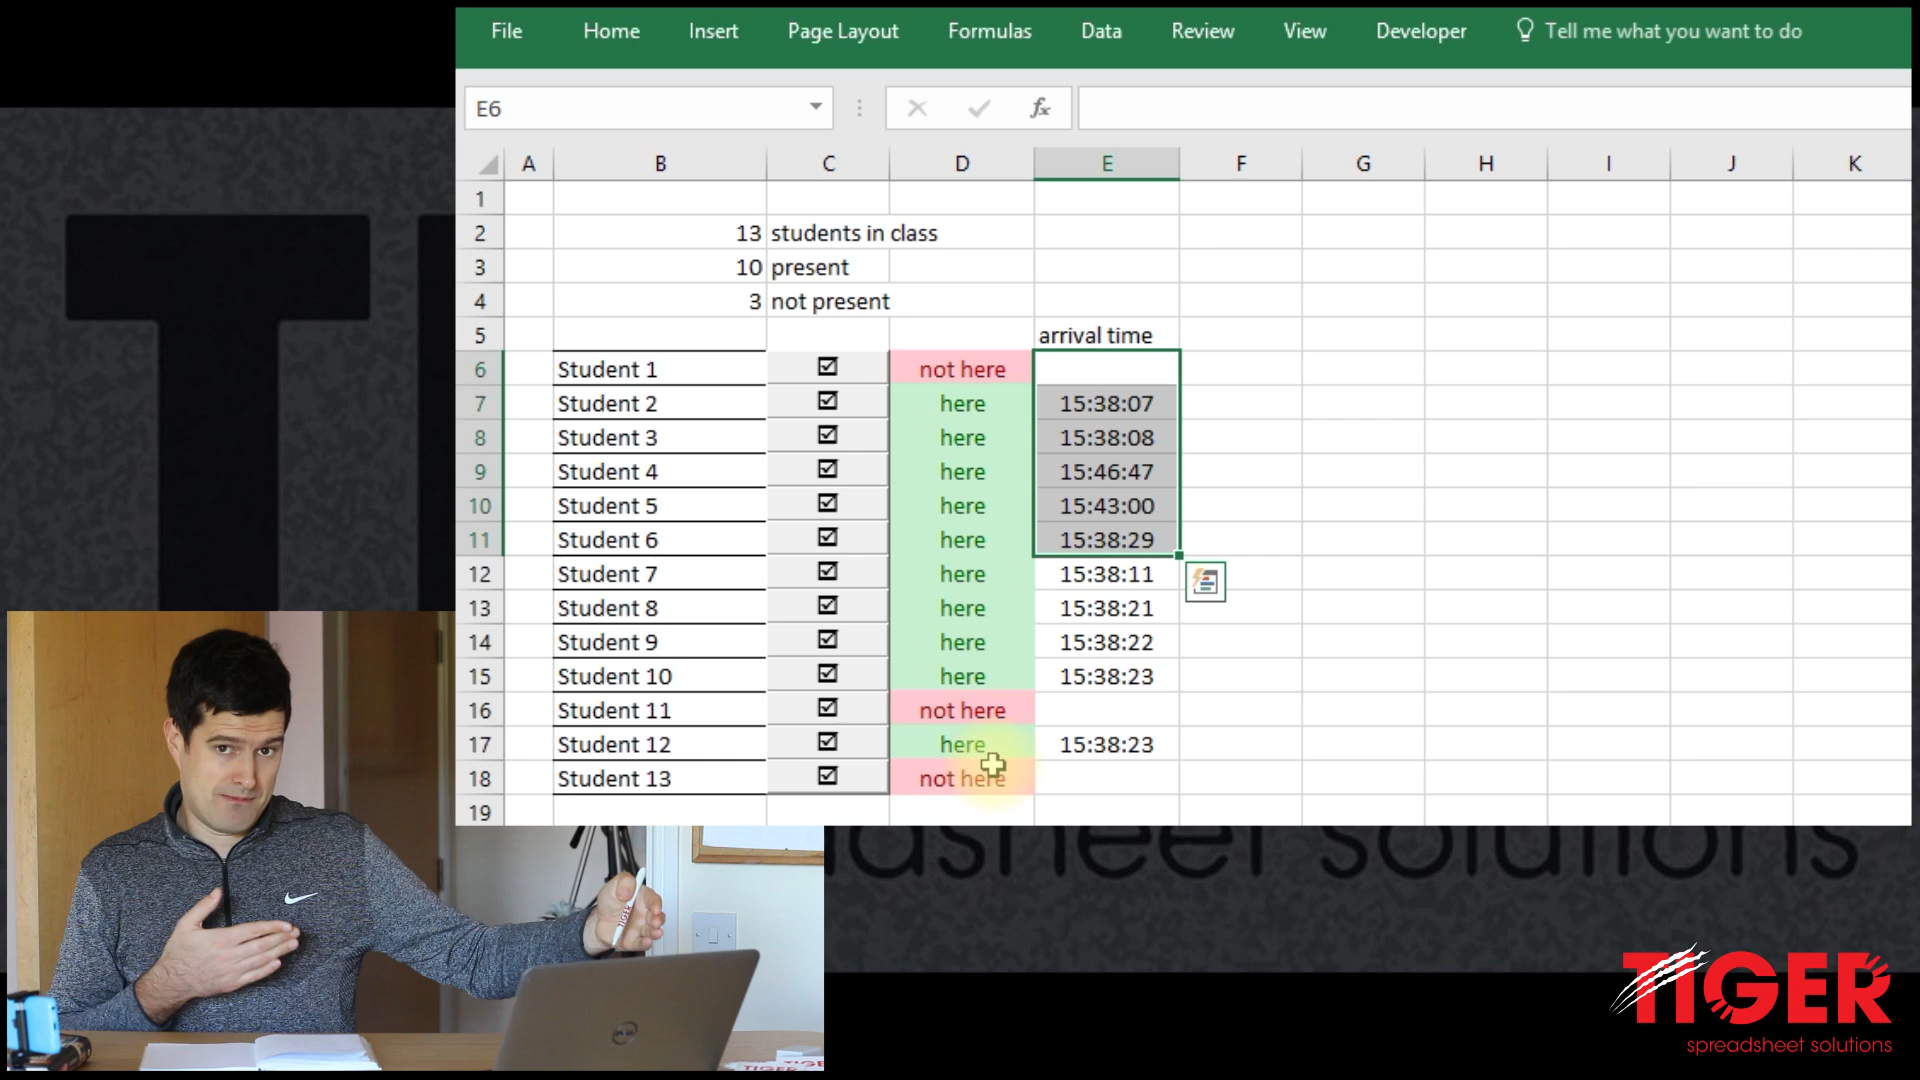 File Home Insert Page Layout Formulas Data Review View Developer Tell me what you want to do
E6 fx
A B C D E F G H I J K
1
2 13 students in class
3 10 present
4 3 not present
5 arrival time
6 Student 1 not here
7 Student 2 here 15:38:07
8 Student 3 here 15:38:08
9 Student 4 here 15:46:47
10 Student 5 here 15:43:00
11 Student 6 here 15:38:29
12 Student 7 here 15:38:11
13 Student 8 here 15:38:21
14 Student 9 here 15:38:22
15 Student 10 here 15:38:23
16 Student 11 not here
17 Student 12 here 15:38:23
18 Student 13 not here
19
TIGER
DELL
adsheet solutions
TIGER
spreadsheet solutions